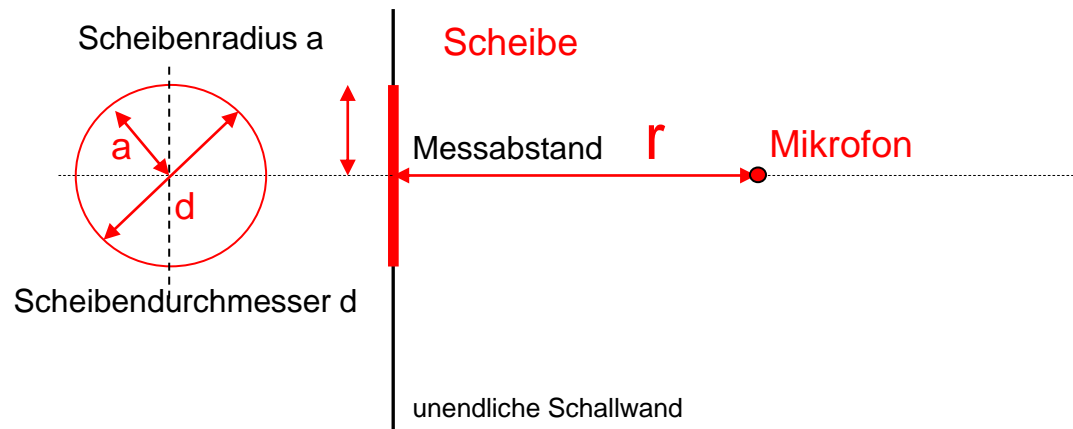 Scheibenradius a
Scheibe
a
d
Messabstand
r
Mikrofon
Scheibendurchmesser d
unendliche Schallwand